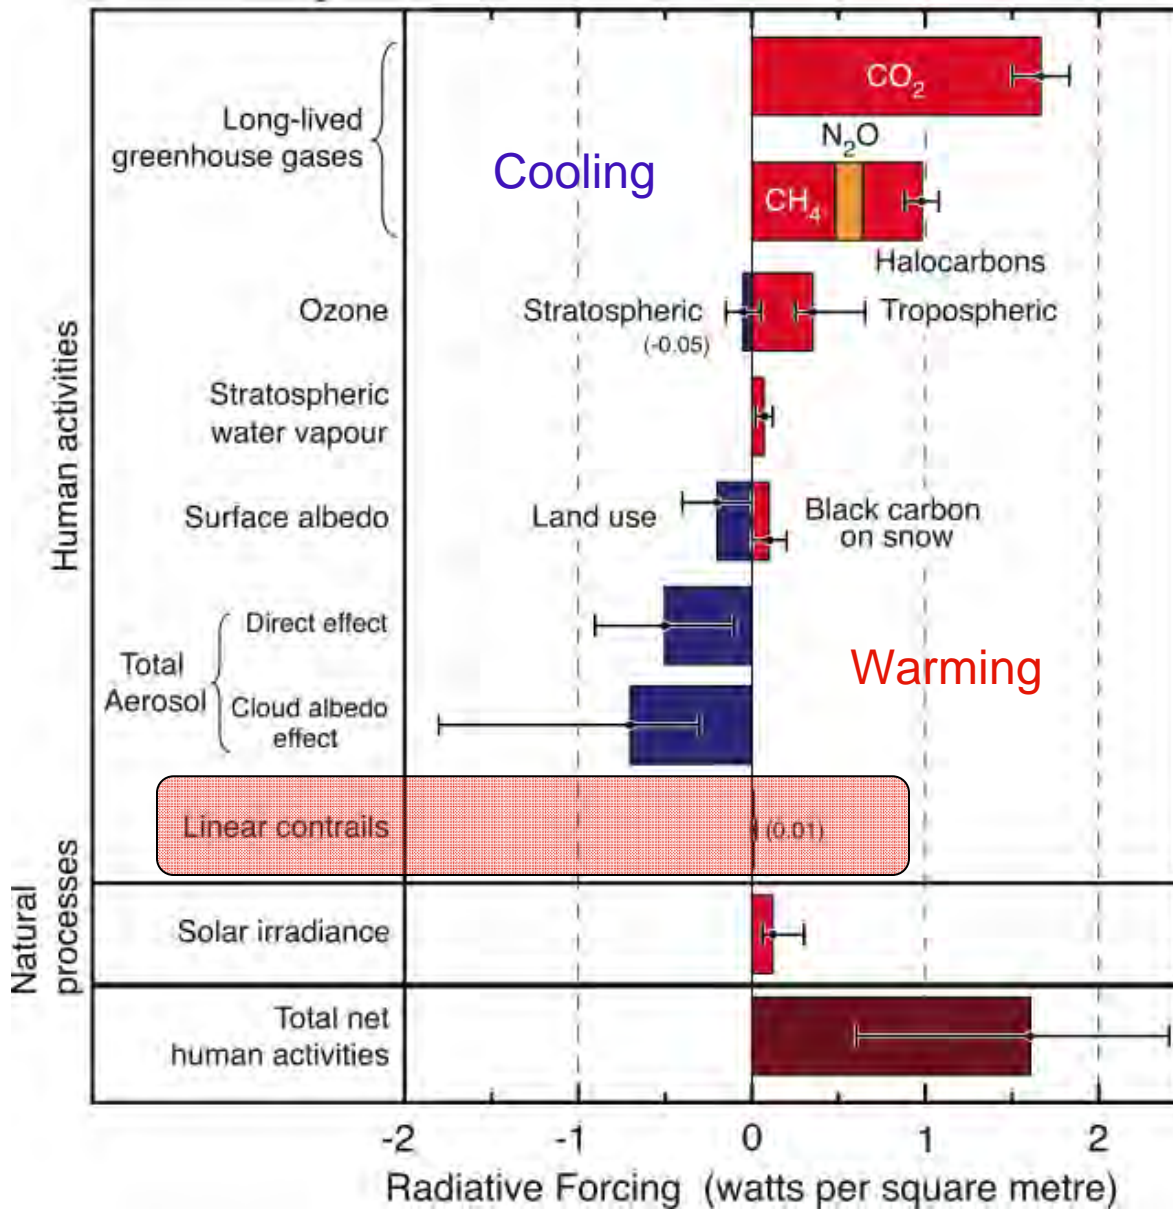 CO₂
Long-lived
greenhouse gases
N₂O
Cooling
CH₄
Halocarbons
Ozone
Stratospheric
(-0.05)
Tropospheric
Stratospheric
water vapour
Human activities
Surface albedo
Land use
Black carbon
on snow
Total
Aerosol
Direct effect
Cloud albedo
effect
Warming
Linear contrails
(0.01)
Natural
processes
Solar irradiance
Total net
human activities
-2 -1 0 1 2
Radiative Forcing (watts per square metre)